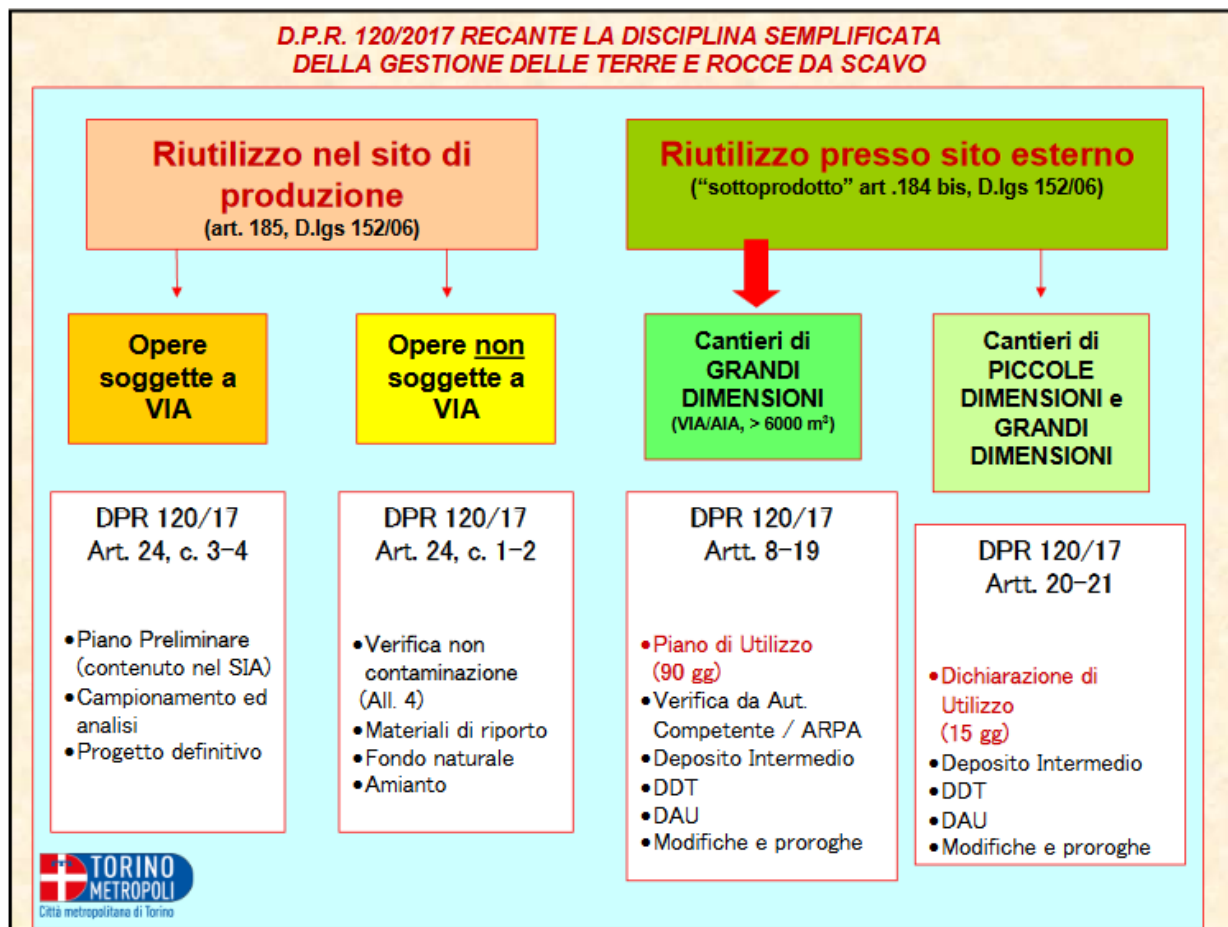 D.P.R. 120/2017 RECANTE LA DISCIPLINA SEMPLIFICATA
DELLA GESTIONE DELLE TERRE E ROCCE DA SCAVO
Riutilizzo nel sito di
produzione
(art. 185, D.lgs 152/06)
Riutilizzo presso sito esterno
(“sottoprodotto” art .184 bis, D.lgs 152/06)
Opere
soggette a
VIA
Opere non
soggette a
VIA
Cantieri di
GRANDI
DIMENSIONI
(VIA/AIA, > 6000 m³)
Cantieri di
PICCOLE
DIMENSIONI e
GRANDI
DIMENSIONI
DPR 120/17
Art. 24, c. 3-4
•Piano Preliminare
(contenuto nel SIA)
•Campionamento ed
analisi
•Progetto definitivo
DPR 120/17
Art. 24, c. 1-2
•Verifica non
contaminazione
(All. 4)
•Materiali di riporto
•Fondo naturale
•Amianto
DPR 120/17
Artt. 8-19
•Piano di Utilizzo
(90 gg)
•Verifica da Aut.
Competente / ARPA
•Deposito Intermedio
•DDT
•DAU
•Modifiche e proroghe
DPR 120/17
Artt. 20-21
•Dichiarazione di
Utilizzo
(15 gg)
•Deposito Intermedio
•DDT
•DAU
•Modifiche e proroghe
TORINO
METROPOLI
Città metropolitana di Torino